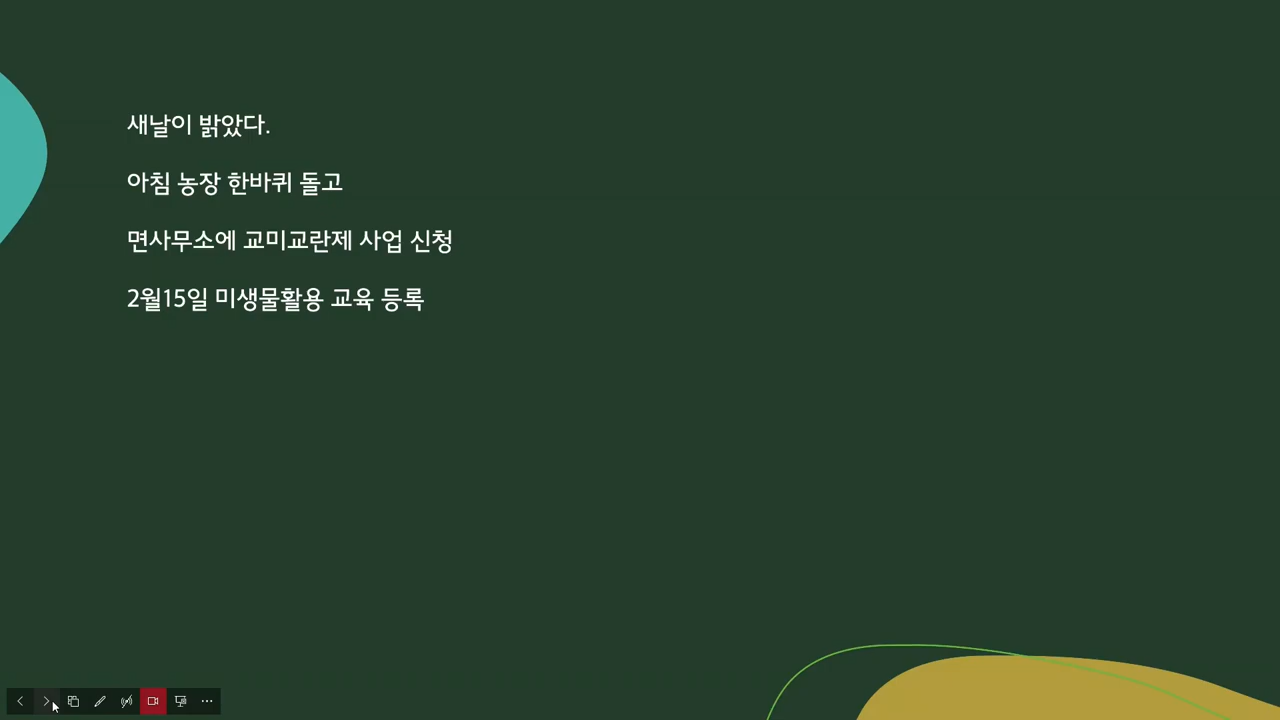 새날이 밝았다.
아침 농장 한바퀴 돌고
면사무소에 교미교란제 사업 신청
2월15일 미생물활용 교육 등록